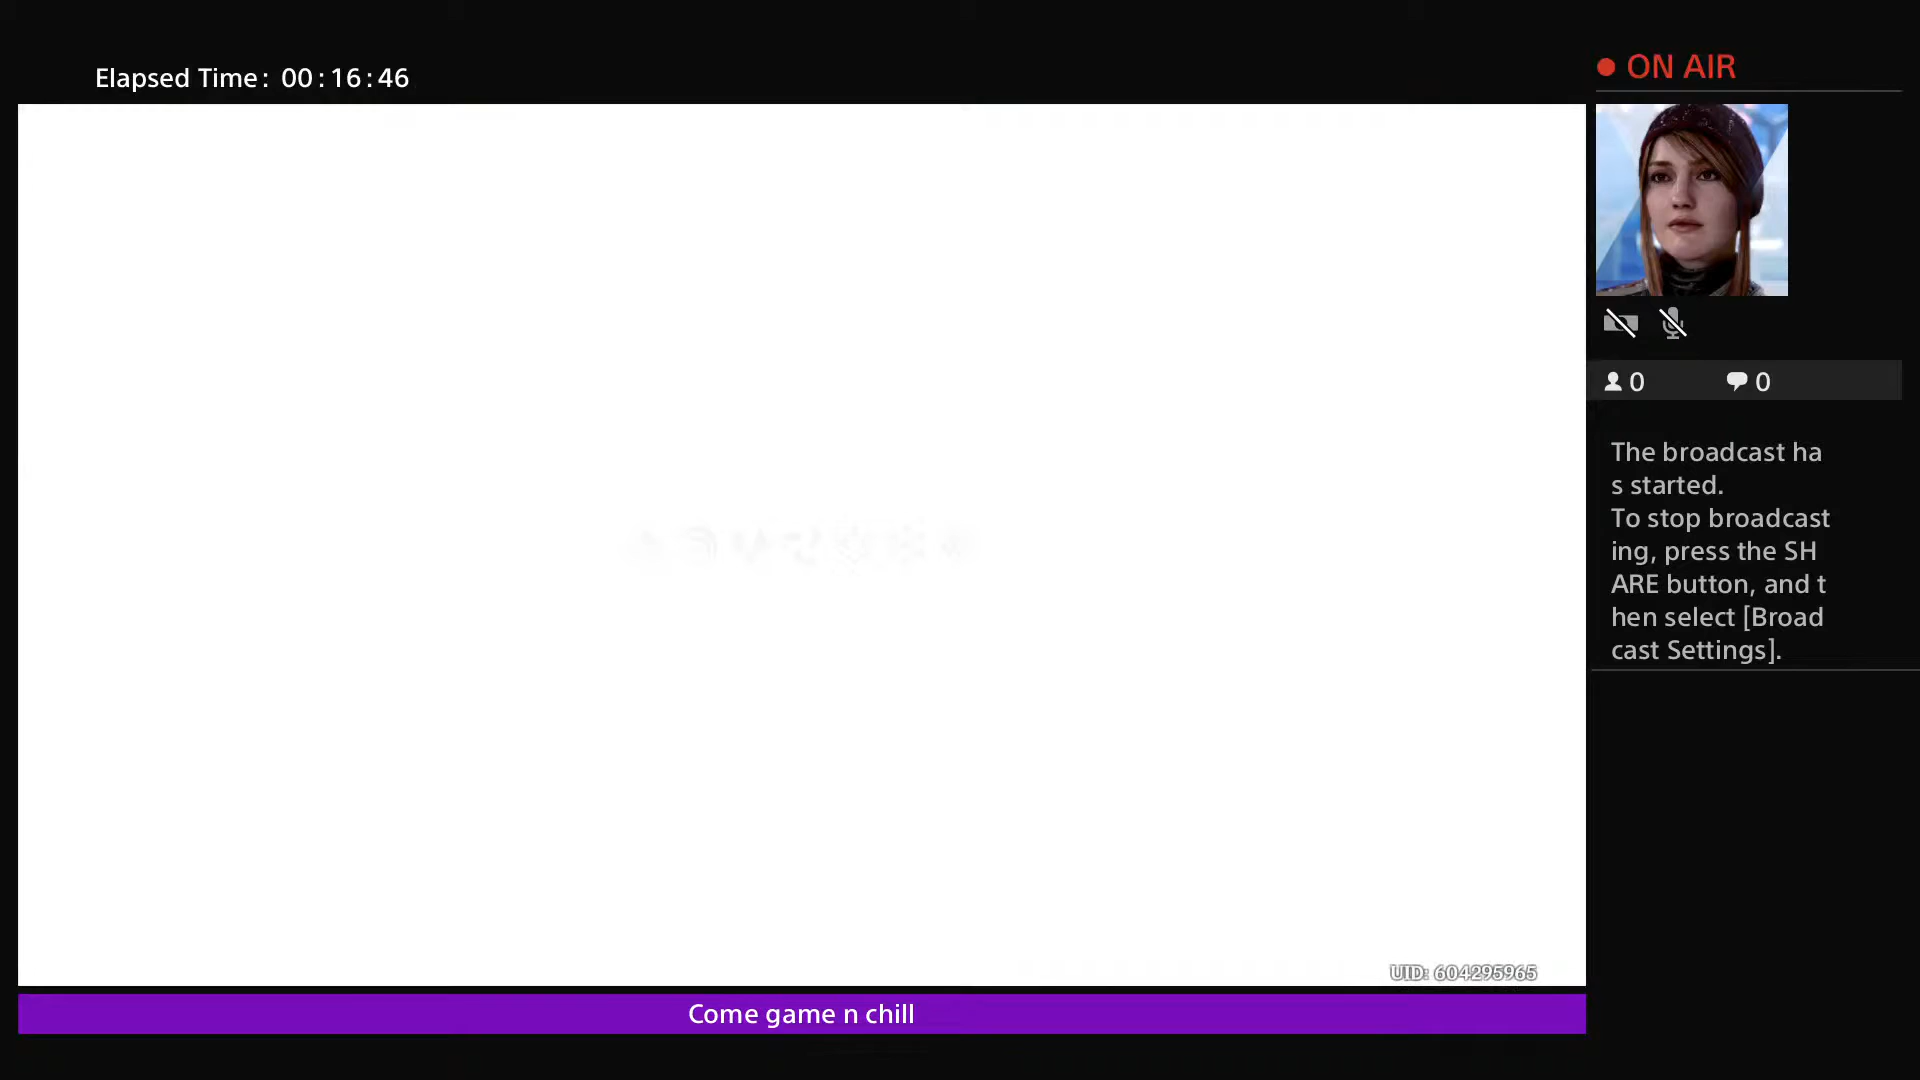 Elapsed Time: 00:16:46
ON AIR
0 0
The broadcast ha
s started.
To stop broadcast
ing, press the SH
ARE button, and t
hen select [Broad
cast Settings].
UID: 604295965
Come game n chill